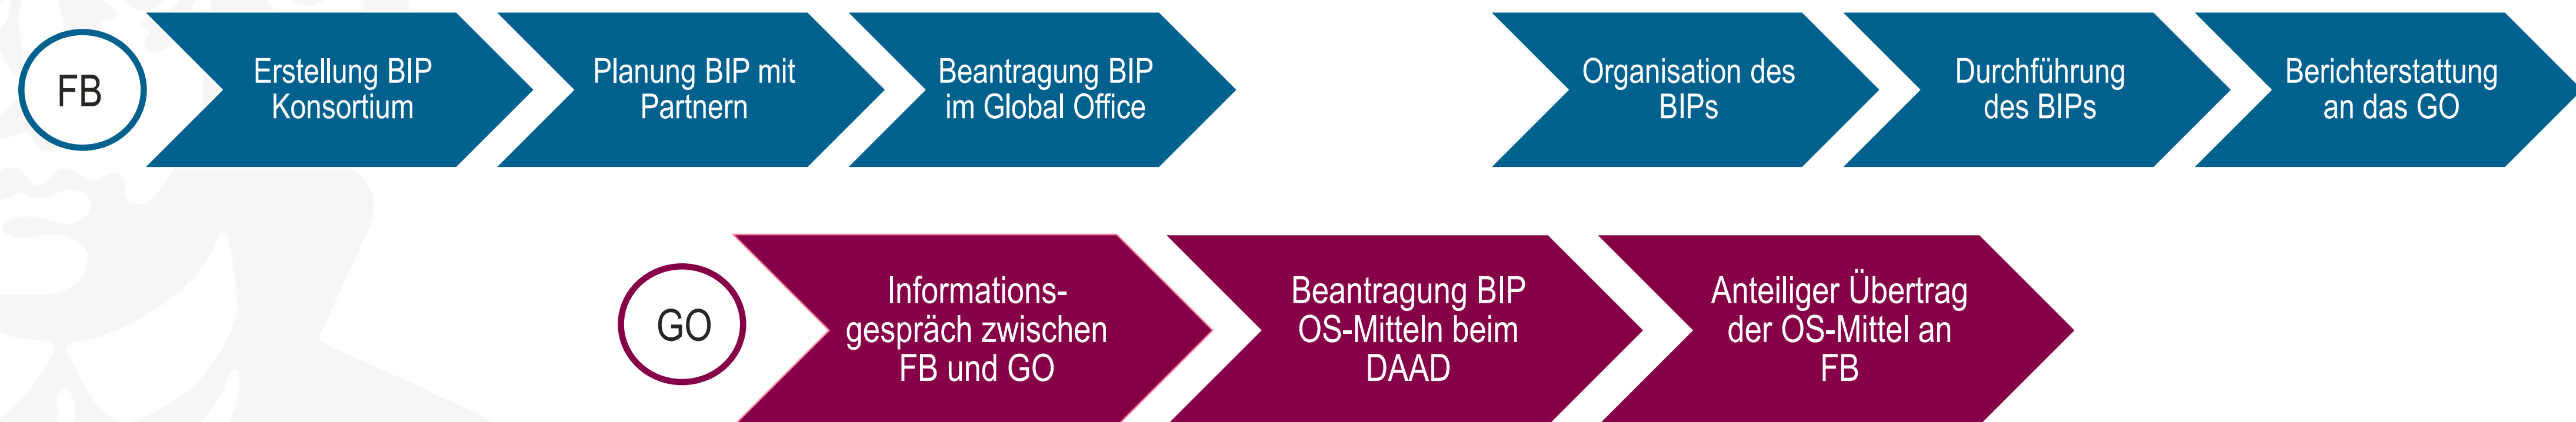 FB
Erstellung BIP
Konsortium
Planung BIP mit
Partnern
Beantragung BIP
im Global Office
Organisation des
BIPs
Durchführung
des BIPs
Berichterstattung
an das GO
GO
Informations-
gespräch zwischen
FB und GO
Beantragung BIP
OS-Mitteln beim
DAAD
Anteiliger Übertrag
der OS-Mittel an
FB